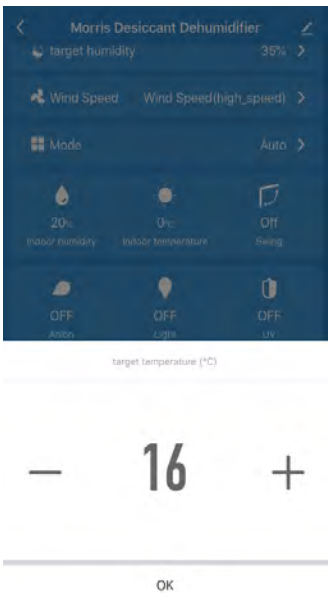 Morris Desiccant Dehumidifier
target humidity 35%
Wind Speed Wind Speed(high_speed)
Mode Auto
20% 0°C Off
Indoor humidity Indoor temperature Swing
OFF OFF OFF
Anion Light UV
target temperature (°C)
16
OK